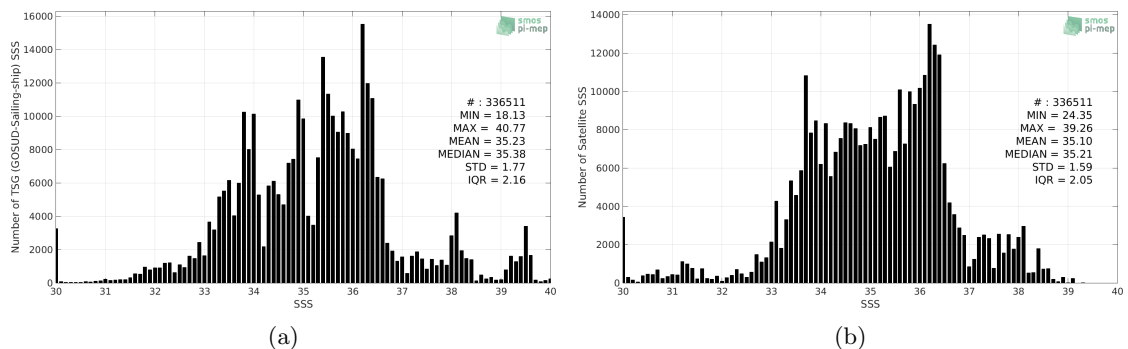 16000
14000
12000
10000
8000
6000
4000
2000
0
30 31 32 33 34 35 36 37 38 39 40
SSS
Number of TSG (GOSUD-Sailing-ship) SSS
smos
pi-mep
# : 336511
MIN = 18.13
MAX = 40.77
MEAN = 35.23
MEDIAN = 35.38
STD = 1.77
IQR = 2.16
(a)
14000
12000
10000
8000
6000
4000
2000
0
30 31 32 33 34 35 36 37 38 39 40
SSS
Number of Satellite SSS
smos
pi-mep
# : 336511
MIN = 24.35
MAX = 39.26
MEAN = 35.10
MEDIAN = 35.21
STD = 1.59
IQR = 2.05
(b)